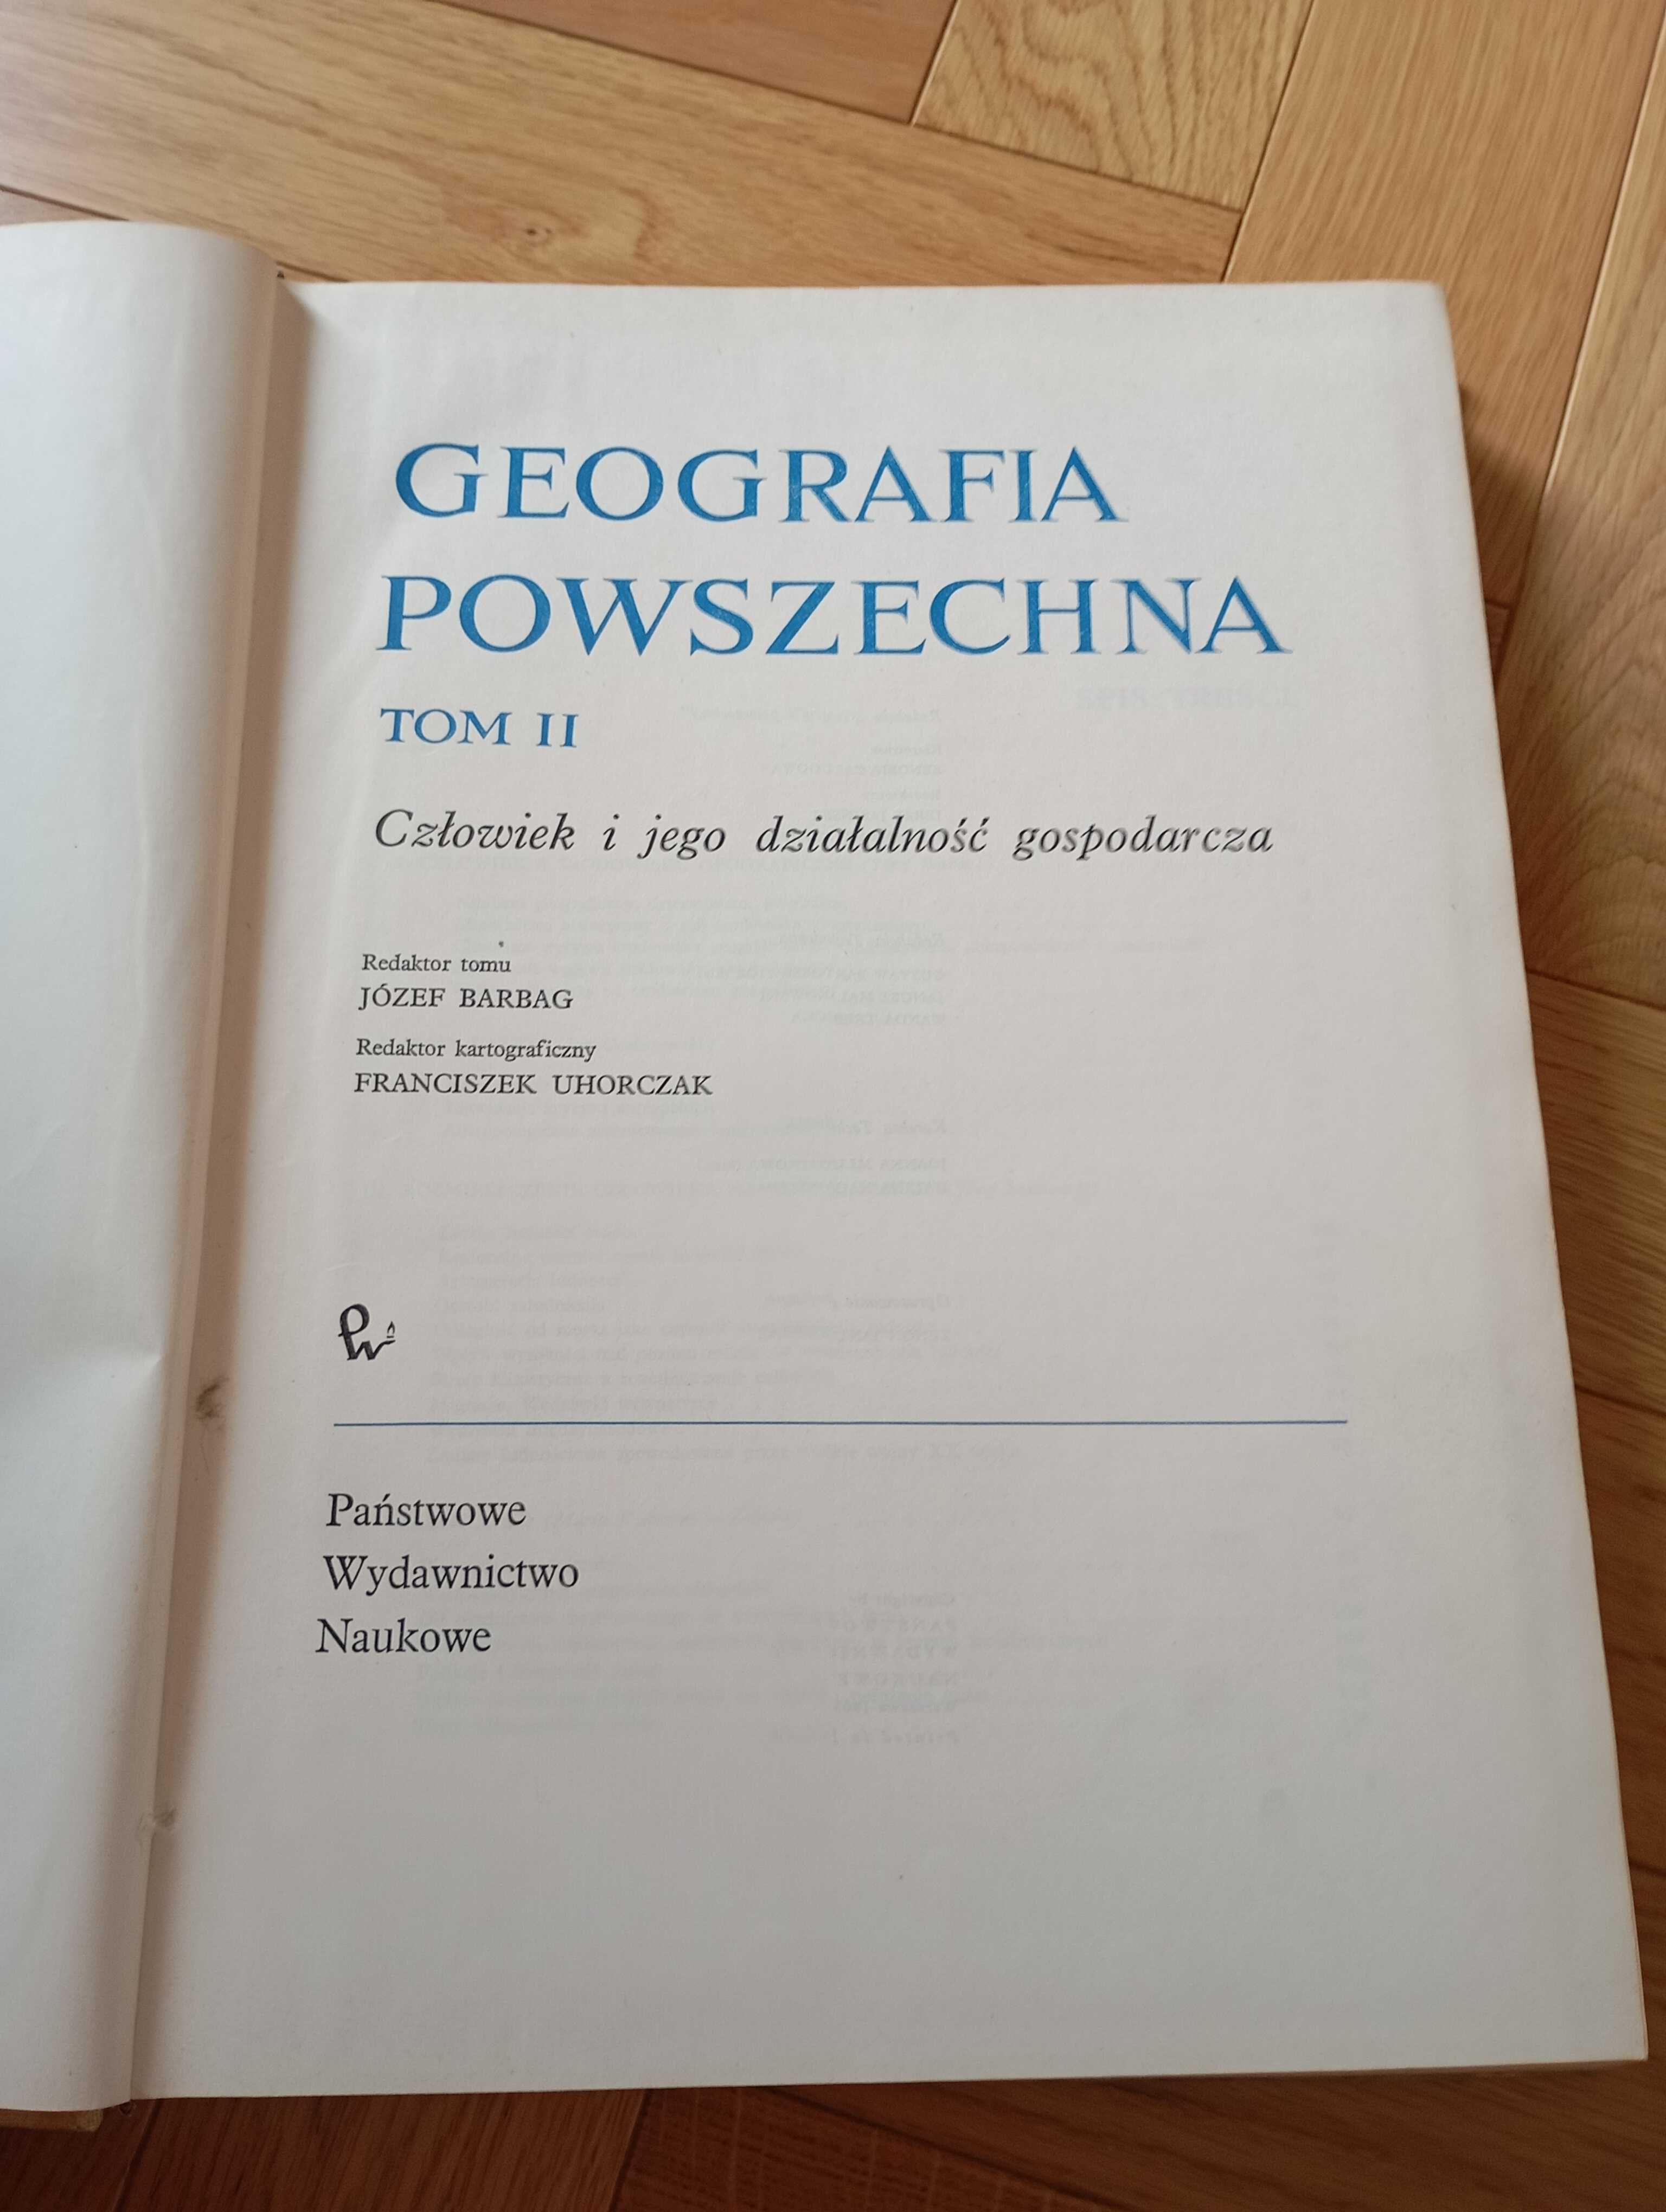 GEOGRAFIA
POWSZECHNA
TOM II
Człowiek i jego działalność gospodarcza
Redaktor tomu
JÓZEF BARBAG
Redaktor kartograficzny
FRANCISZEK UHORCZAK
Państwowe
Wydawnictwo
Naukowe